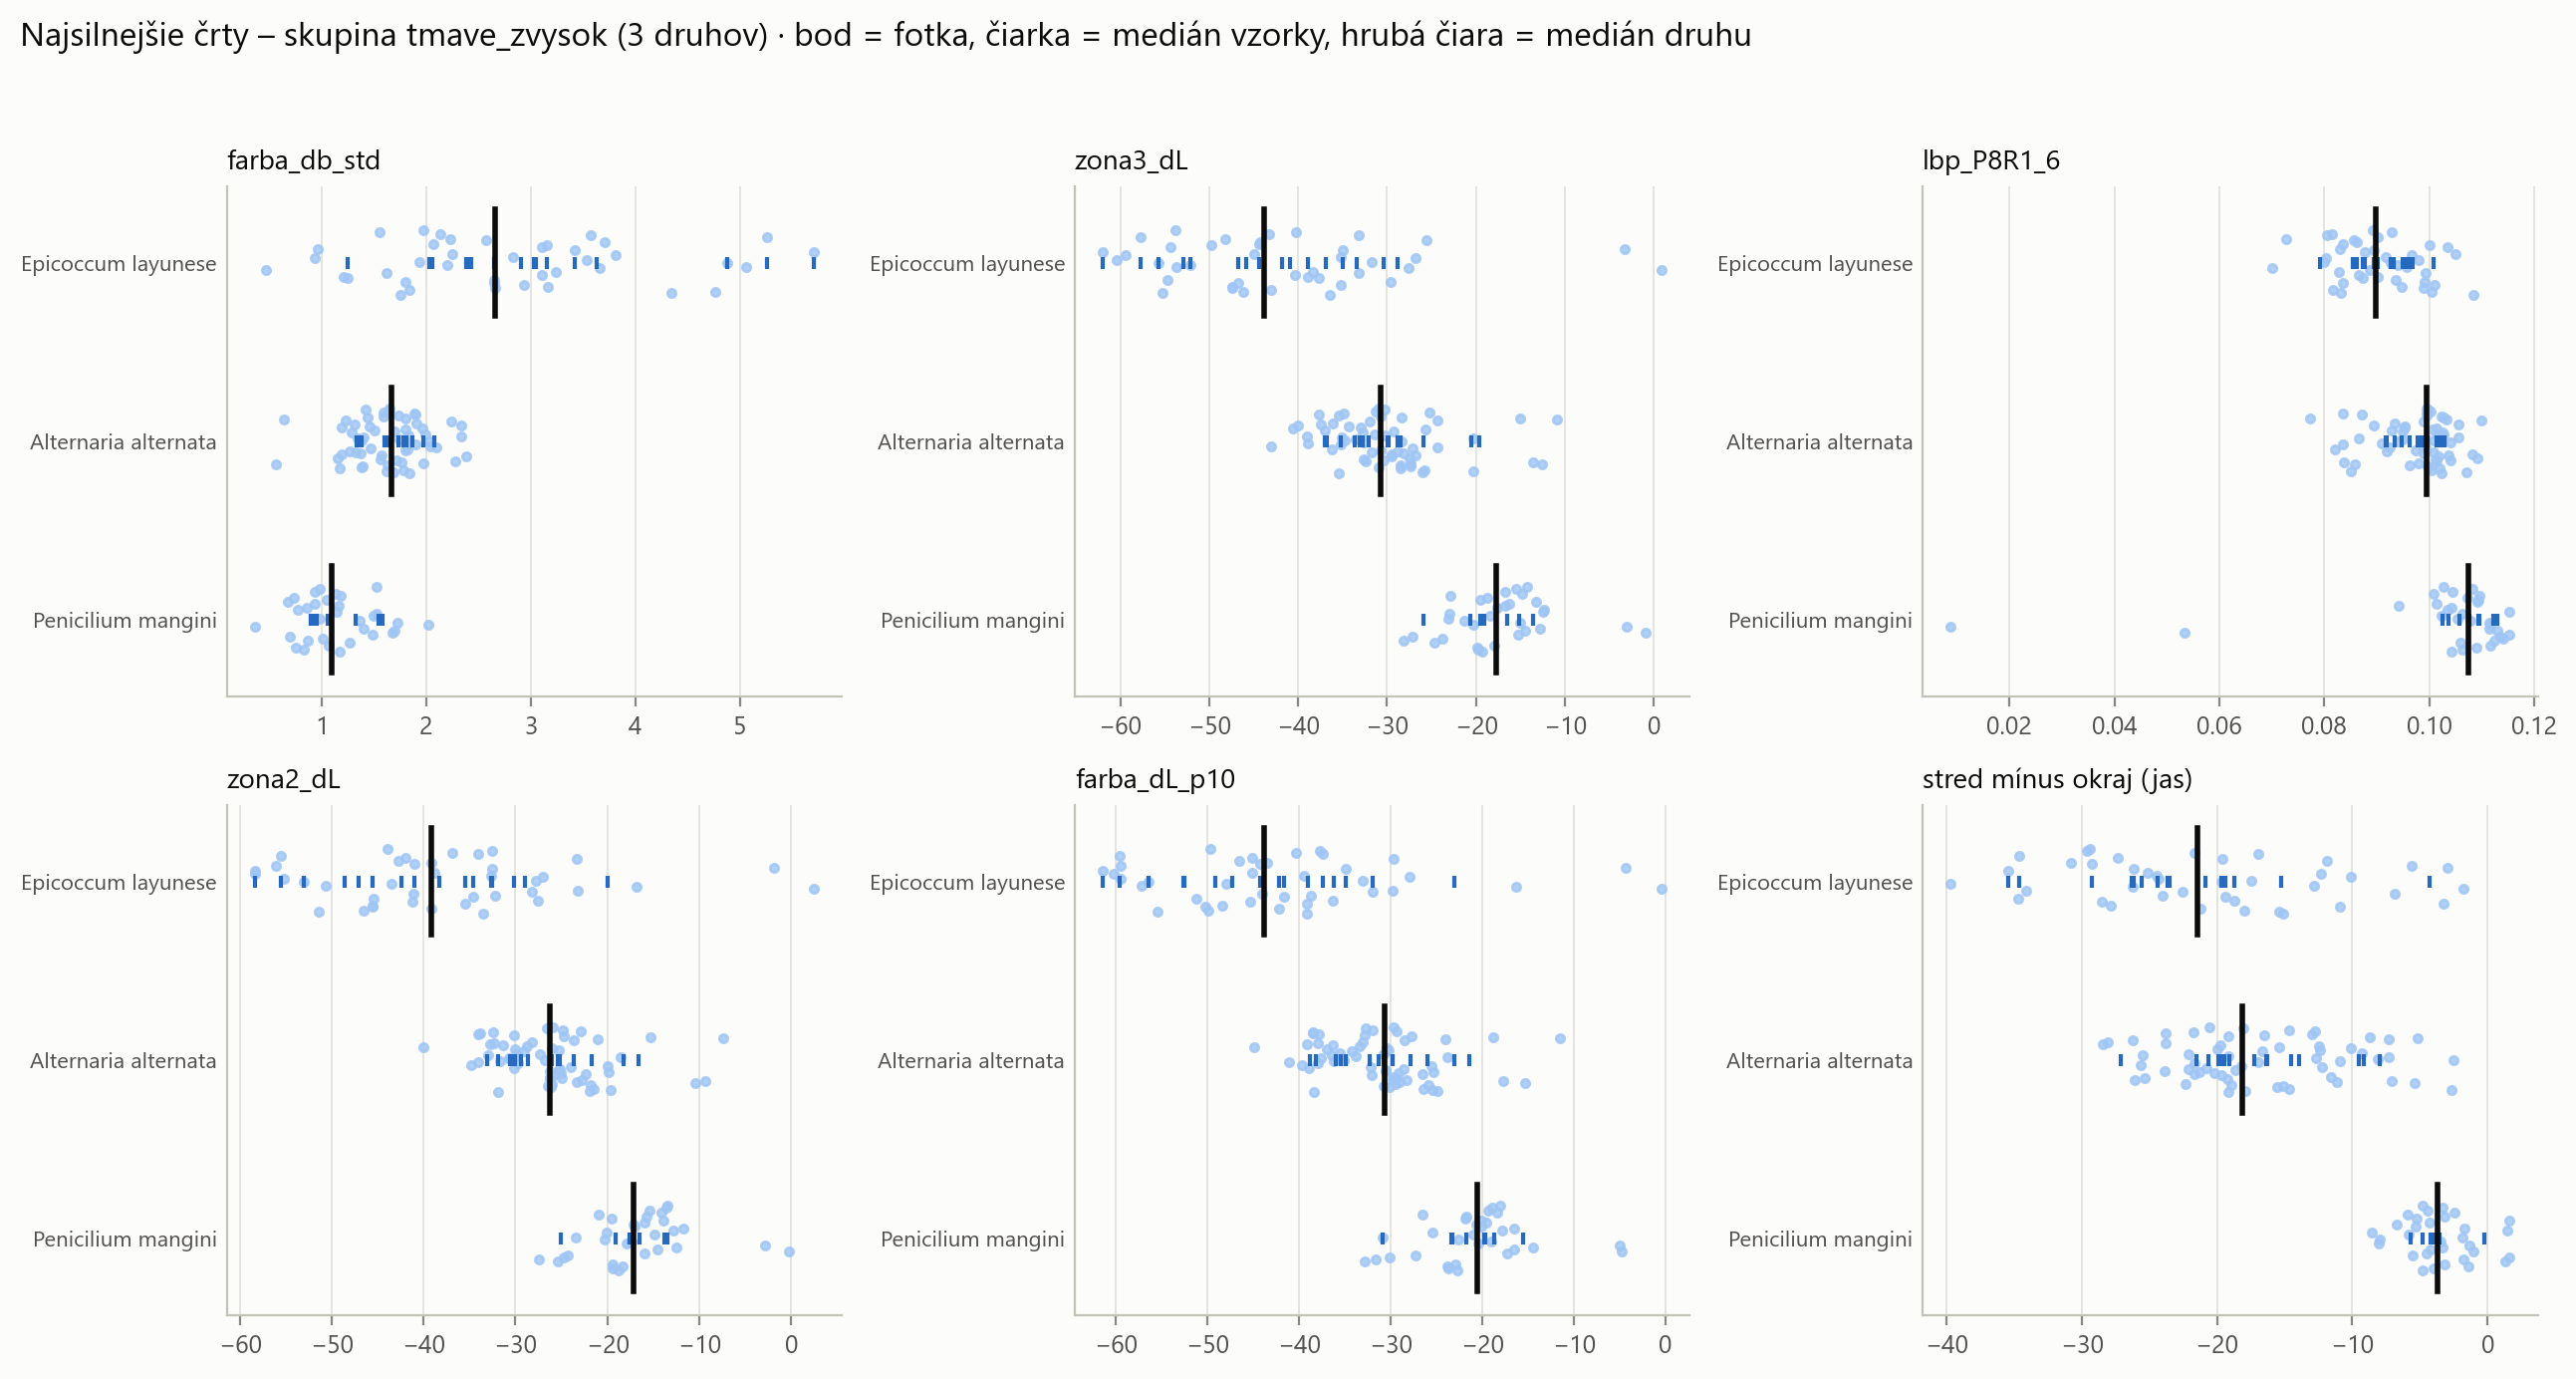 Najsilnejšie črty – skupina tmave_zvysok (3 druhov) · bod = fotka, čiarka = medián vzorky, hrubá čiara = medián druhu
farba_db_std
Epicoccum layunese
Alternaria alternata
Penicilium mangini
1 2 3 4 5
zona3_dL
Epicoccum layunese
Alternaria alternata
Penicilium mangini
−60 −50 −40 −30 −20 −10 0
lbp_P8R1_6
Epicoccum layunese
Alternaria alternata
Penicilium mangini
0.02 0.04 0.06 0.08 0.10 0.12
zona2_dL
Epicoccum layunese
Alternaria alternata
Penicilium mangini
−60 −50 −40 −30 −20 −10 0
farba_dL_p10
Epicoccum layunese
Alternaria alternata
Penicilium mangini
−60 −50 −40 −30 −20 −10 0
stred mínus okraj (jas)
Epicoccum layunese
Alternaria alternata
Penicilium mangini
−40 −30 −20 −10 0